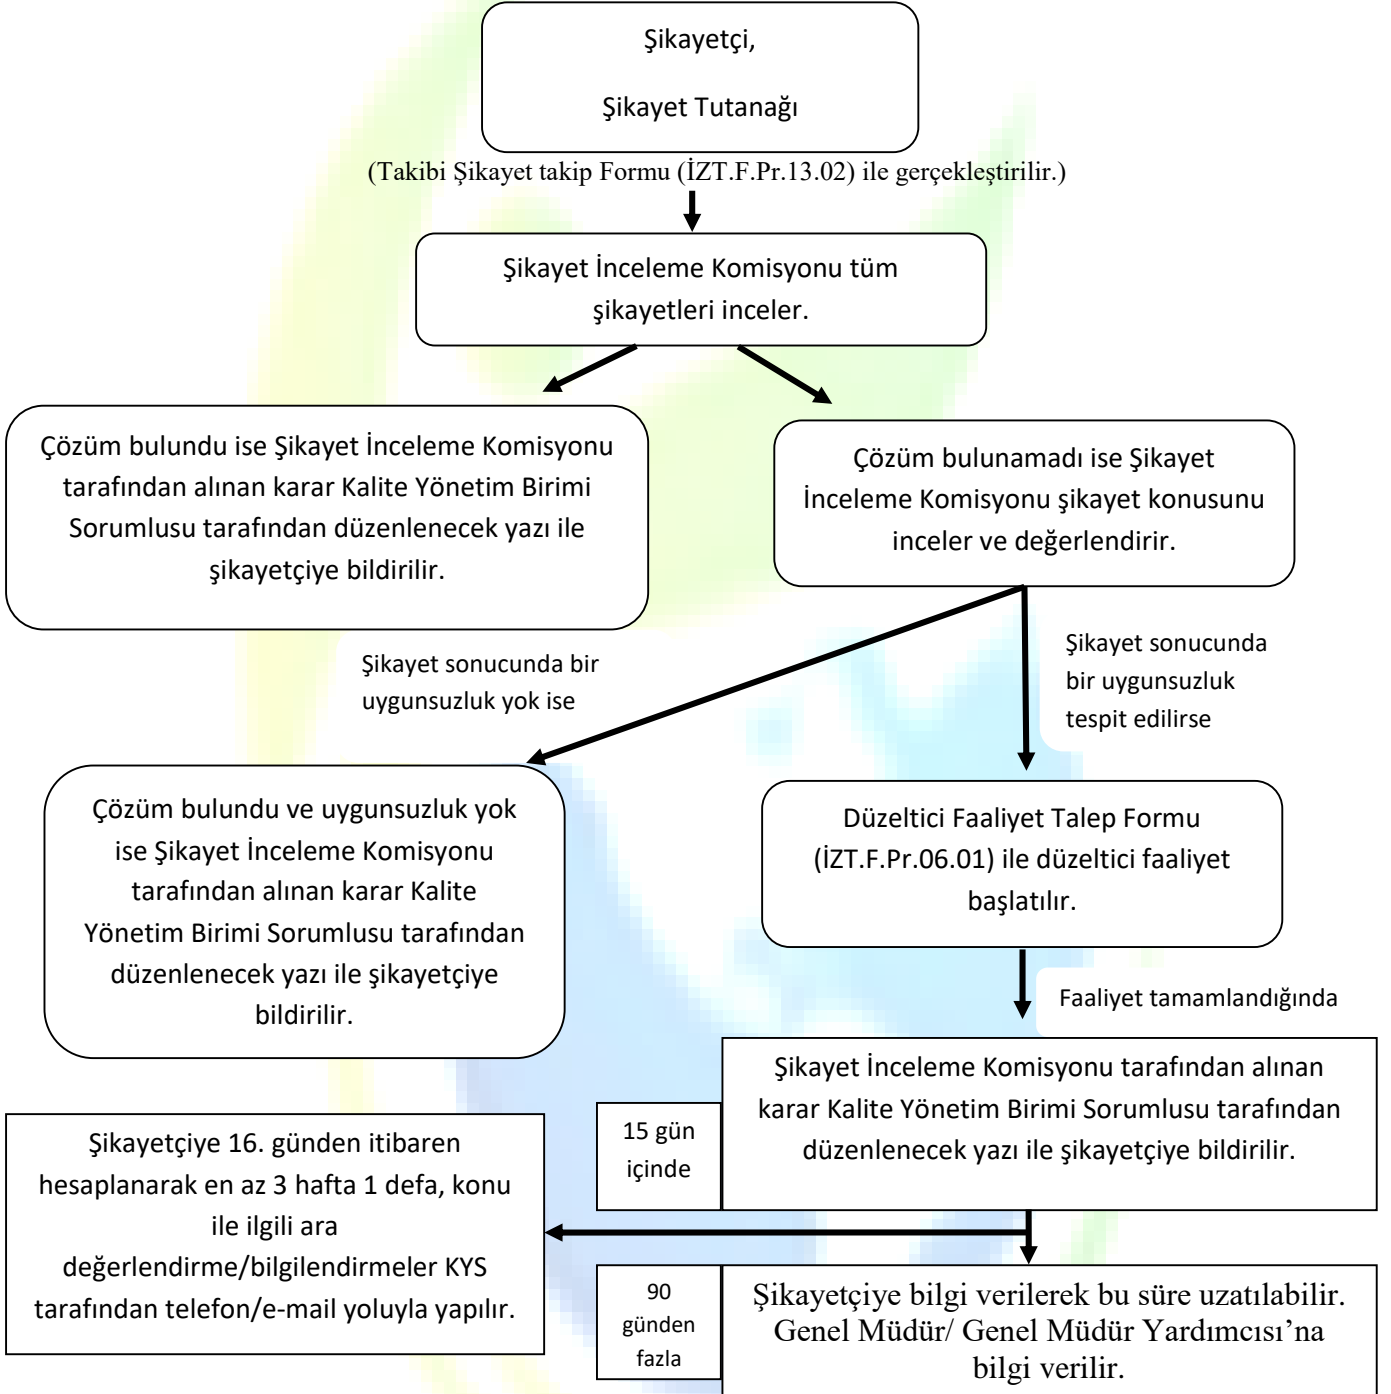 Şikayetçi,
Şikayet Tutanağı
(Takibi Şikayet takip Formu (İZT.F.Pr.13.02) ile gerçekleştirilir.)
Şikayet İnceleme Komisyonu tüm
şikayetleri inceler.
Çözüm bulundu ise Şikayet İnceleme Komisyonu
tarafından alınan karar Kalite Yönetim Birimi
Sorumlusu tarafından düzenlenecek yazı ile
şikayetçiye bildirilir.
Çözüm bulunamadı ise Şikayet
İnceleme Komisyonu şikayet konusunu
inceler ve değerlendirir.
Şikayet sonucunda bir
uygunsuzluk yok ise
Şikayet sonucunda
bir uygunsuzluk
tespit edilirse
Çözüm bulundu ve uygunsuzluk yok
ise Şikayet İnceleme Komisyonu
tarafından alınan karar Kalite
Yönetim Birimi Sorumlusu tarafından
düzenlenecek yazı ile şikayetçiye
bildirilir.
Düzeltici Faaliyet Talep Formu
(İZT.F.Pr.06.01) ile düzeltici faaliyet
başlatılır.
Faaliyet tamamlandığında
Şikayet İnceleme Komisyonu tarafından alınan
karar Kalite Yönetim Birimi Sorumlusu tarafından
düzenlenecek yazı ile şikayetçiye bildirilir.
15 gün
içinde
Şikayetçiye 16. günden itibaren
hesaplanarak en az 3 hafta 1 defa, konu
ile ilgili ara
değerlendirme/bilgilendirmeler KYS
tarafından telefon/e-mail yoluyla yapılır.
90
günden
fazla
Şikayetçiye bilgi verilerek bu süre uzatılabilir.
Genel Müdür/ Genel Müdür Yardımcısı’na
bilgi verilir.